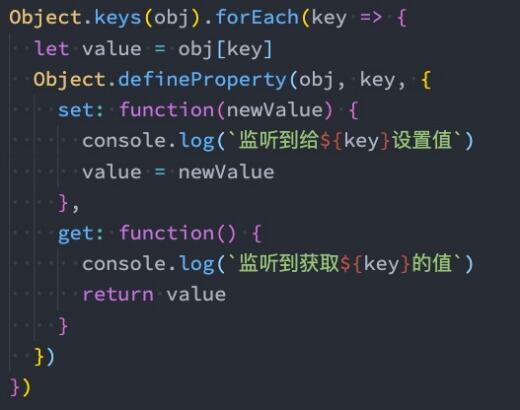 Object.keys(obj).forEach(key => {
  let value = obj[key]
  Object.defineProperty(obj, key, {
    set: function(newValue) {
      console.log(`监听到给${key}设置值`)
      value = newValue
    },
    get: function() {
      console.log(`监听到获取${key}的值`)
      return value
    }
  })
})